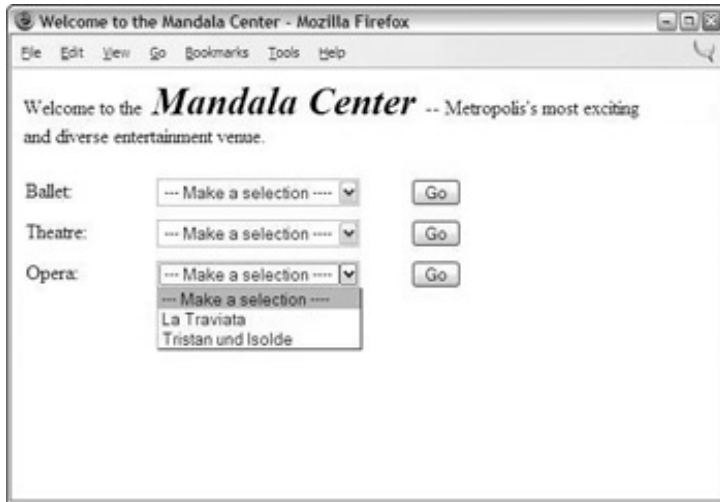 Welcome to the Mandala Center - Mozilla Firefox
File Edit View Go Bookmarks Tools Help
Welcome to the Mandala Center -- Metropolis's most exciting
and diverse entertainment venue.
Ballet: --- Make a selection ---- Go
Theatre: --- Make a selection ---- Go
Opera: --- Make a selection ---- Go
--- Make a selection ----
La Traviata
Tristan und Isolde